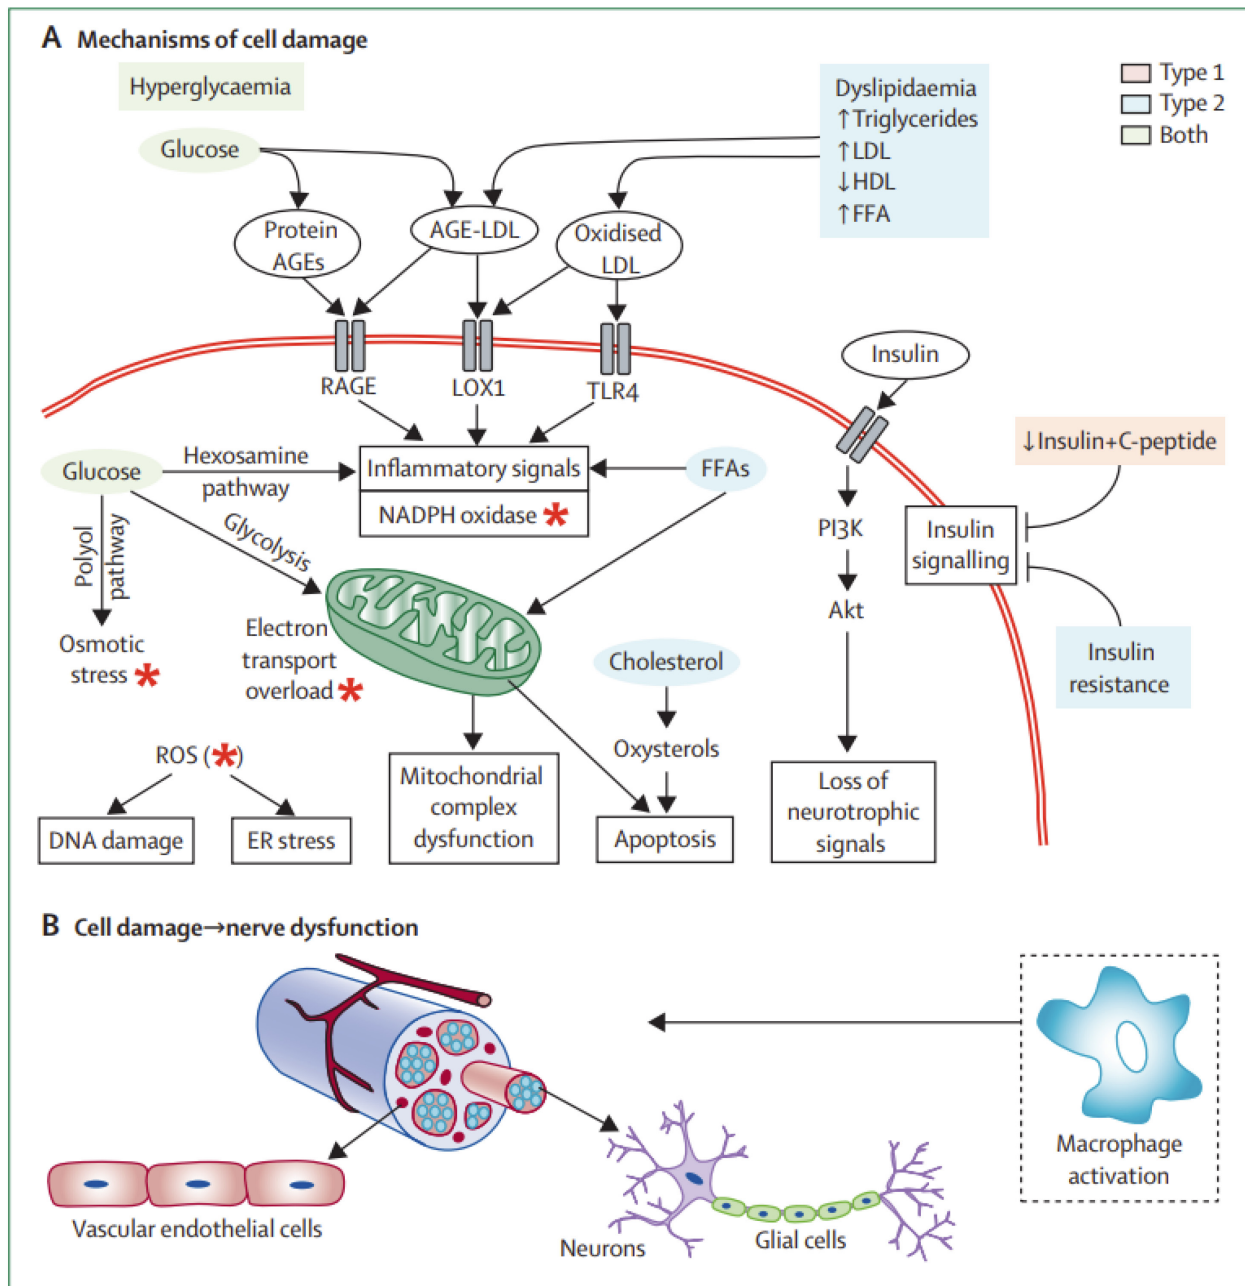 A Mechanisms of cell damage
Hyperglycaemia
Dyslipidaemia
↑Triglycerides
↑LDL
↓HDL
↑FFA
Type 1
Type 2
Both
Glucose
Protein
AGEs
AGE-LDL
Oxidised
LDL
RAGE
LOX1
TLR4
Insulin
↓Insulin+C-peptide
Glucose
Hexosamine
pathway
Inflammatory signals
NADPH oxidase *
FFAs
Glycolysis
Polyol
pathway
PI3K
Insulin
signalling
Akt
Osmotic
stress *
Electron
transport
overload *
Cholesterol
Insulin
resistance
ROS (*)
Oxysterols
DNA damage
ER stress
Mitochondrial
complex
dysfunction
Apoptosis
Loss of
neurotrophic
signals
B Cell damage→nerve dysfunction
Macrophage
activation
Vascular endothelial cells
Neurons
Glial cells